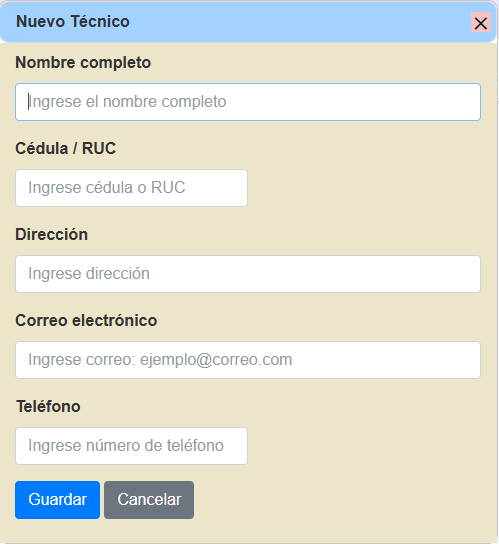 Nuevo Técnico
Nombre completo
Ingrese el nombre completo
Cédula / RUC
Ingrese cédula o RUC
Dirección
Ingrese dirección
Correo electrónico
Ingrese correo: ejemplo@correo.com
Teléfono
Ingrese número de teléfono
Guardar Cancelar